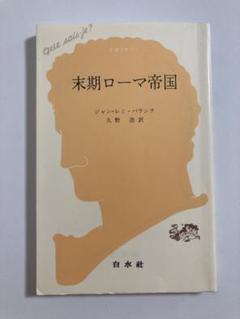 que sais-je?
末期ローマ帝国
ジャン=レミ・パランク
久野 浩訳
白水社